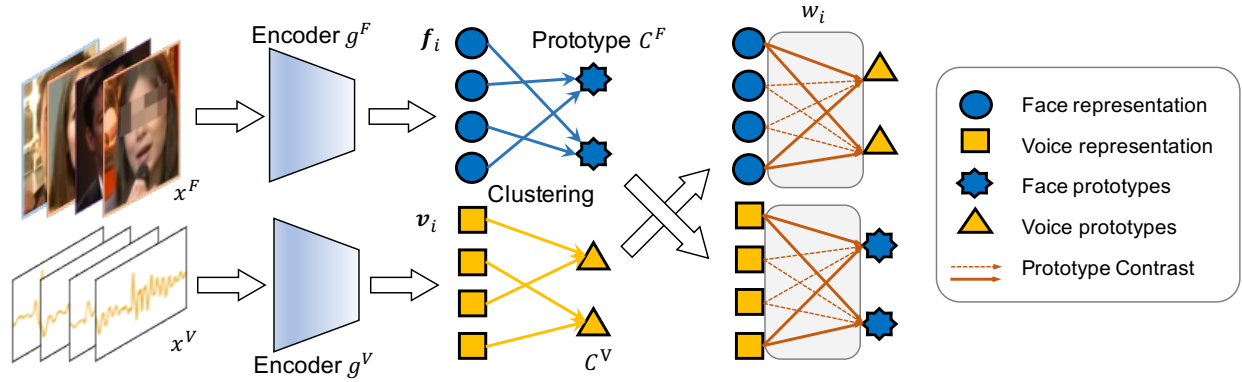 Encoder g^F
f_i
Prototype C^F
w_i
x^F
Clustering
v_i
x^V
Encoder g^V
C^V
Face representation
Voice representation
Face prototypes
Voice prototypes
Prototype Contrast